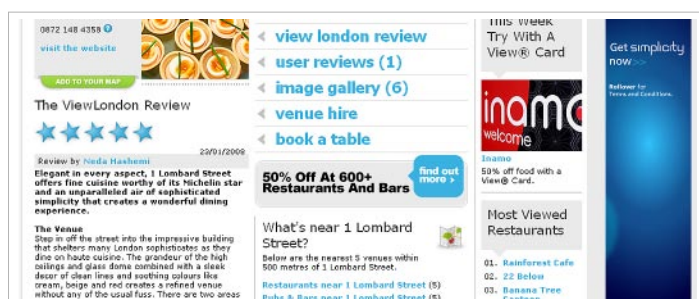 0872 148 4358
visit the website
ADD TO YOUR MAP
The ViewLondon Review
23/01/2008
Review by Neda Hashemi
Elegant in every aspect, 1 Lombard Street
offers fine cuisine worthy of its Michelin star
and an unparalleled air of sophisticated
simplicity that creates a wonderful dining
experience.
The Venue
Step in off the street into the impressive building
that shelters many London sophisticates as they
dine on haute cuisine. The grandeur of the high
ceilings and glass dome combined with a sleek
decor of clean lines and soothing colours like
cream, beige and red creates a refined venue
without any of the usual fuss. There are two areas
view london review
user reviews (1)
image gallery (6)
venue hire
book a table
50% Off At 600+
Restaurants And Bars
find out
more ›
What's near 1 Lombard
Street?
Below are the nearest 5 venues within
500 metres of 1 Lombard Street.
Restaurants near 1 Lombard Street (5)
Pubs & Bars near 1 Lombard Street (5)
This Week
Try With A
View® Card
inamo
welcome
Inamo
50% off food with a
View® Card.
Most Viewed
Restaurants
01. Rainforest Cafe
02. 22 Below
03. Banana Tree
Canteen
Get simplicity
now >>
Rollover for
Terms and Conditions.